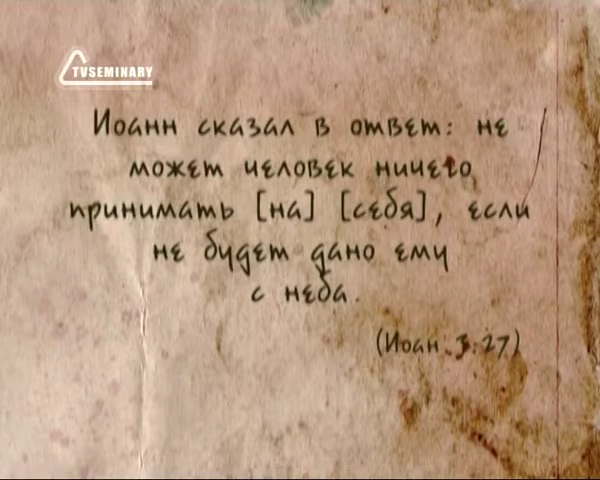 TVSEMINARY
Иоанн сказал в ответ: не
может человек ничего
принимать [на] [себя], если
не будет дано ему
с неба.
(Иоан. 3:27)